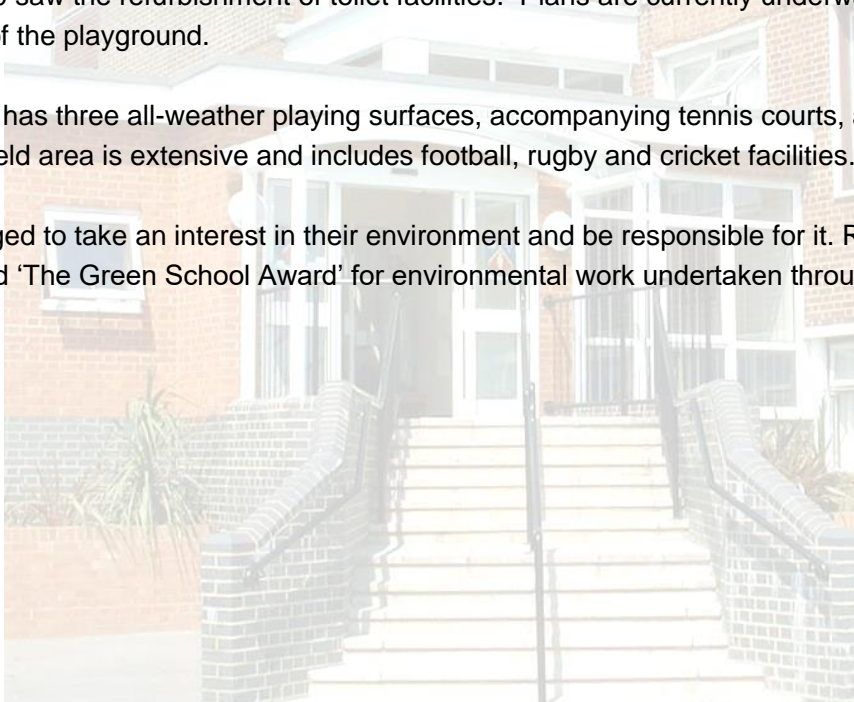 saw the refurbishment of toilet facilities. Plans are currently underw
of the playground.
has three all-weather playing surfaces, accompanying tennis courts,
eld area is extensive and includes football, rugby and cricket facilities.
ged to take an interest in their environment and be responsible for it. R
d ‘The Green School Award’ for environmental work undertaken throu